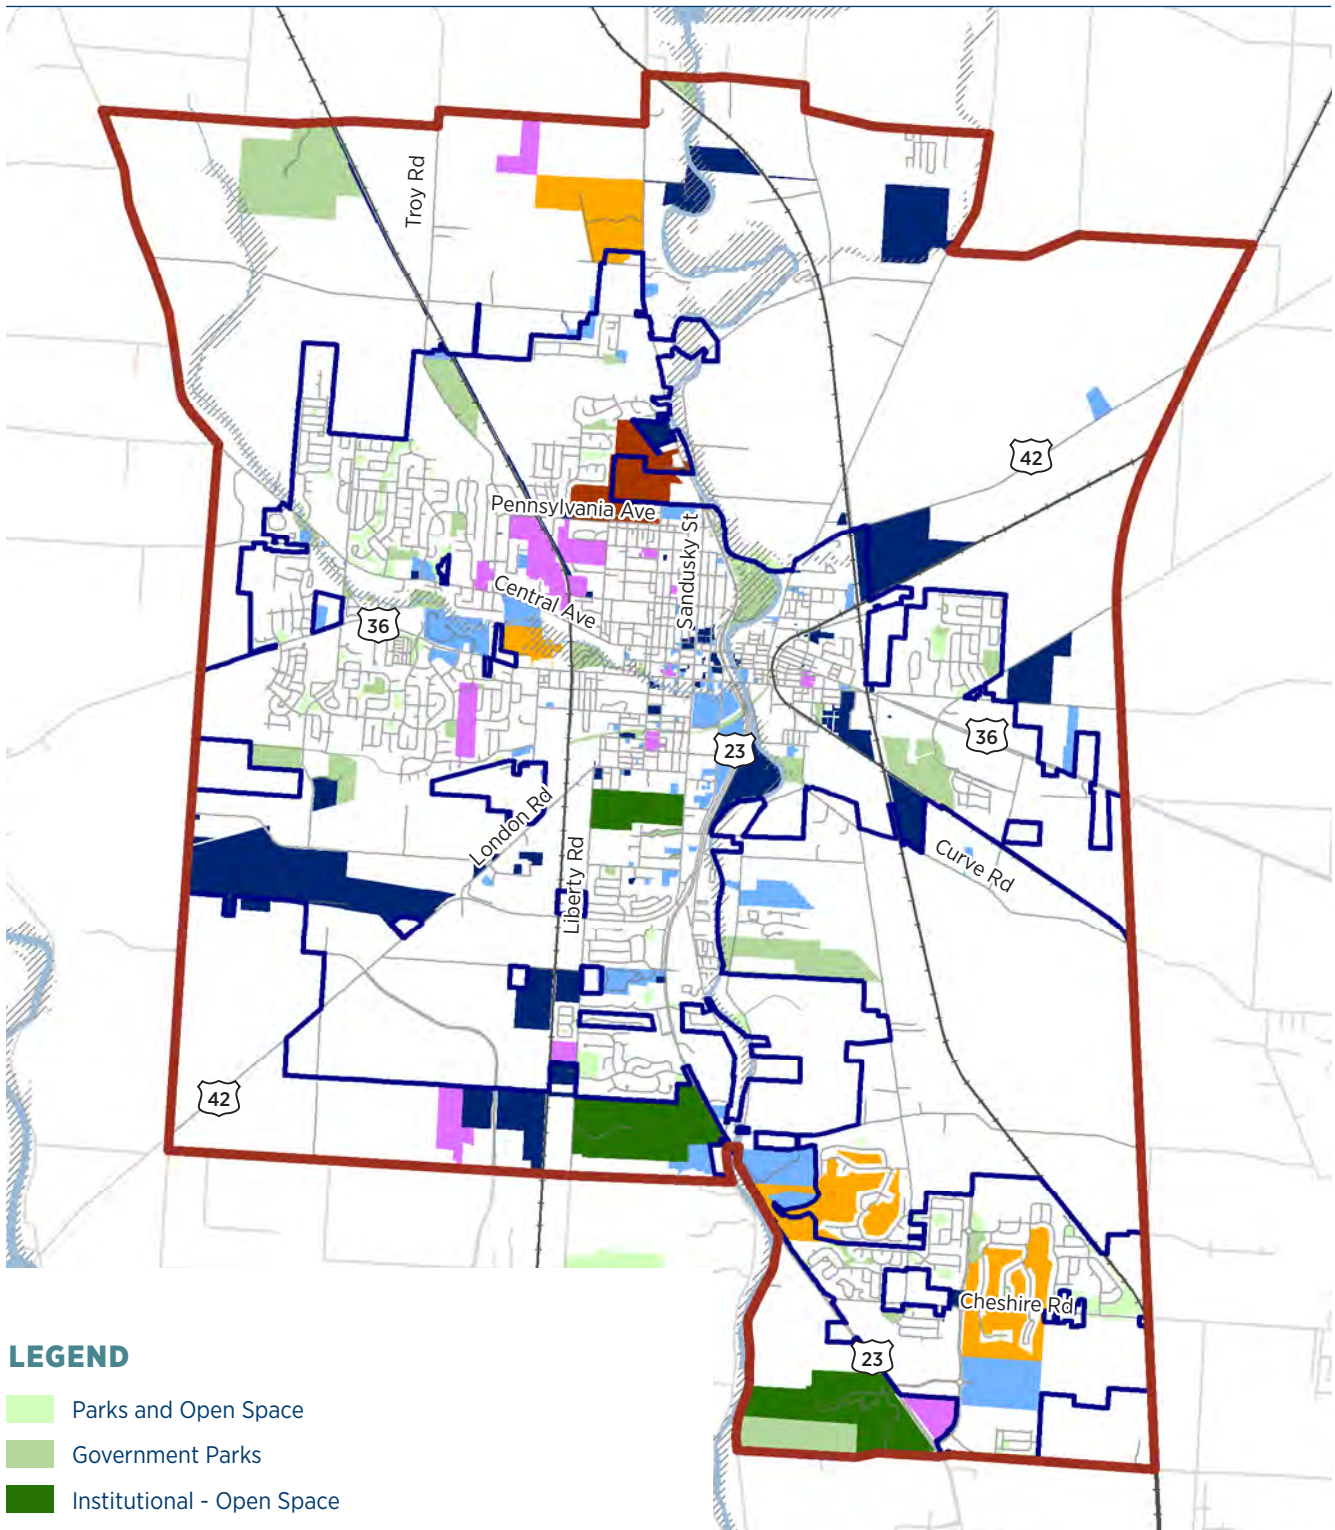 Troy Rd
42
Pennsylvania Ave
Sandusky St
Central Ave
36
36
23
London Rd
Curve Rd
Liberty Rd
42
Cheshire Rd
23
LEGEND
Parks and Open Space
Government Parks
Institutional - Open Space